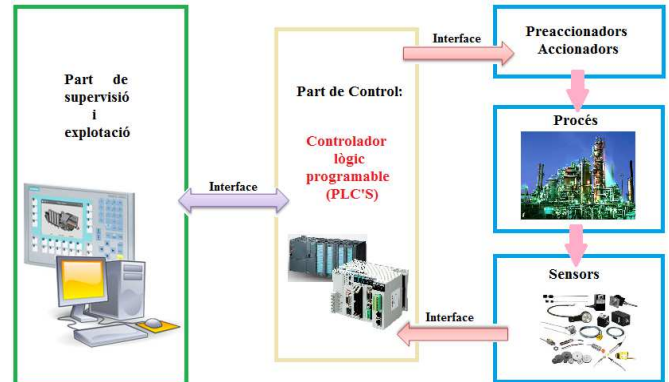 Part de
supervisió
i
explotació
Interface
Part de Control:
Controlador
lògic
programable
(PLC'S)
Interface
Preaccionadors
Accionadors
Procés
Sensors
Interface